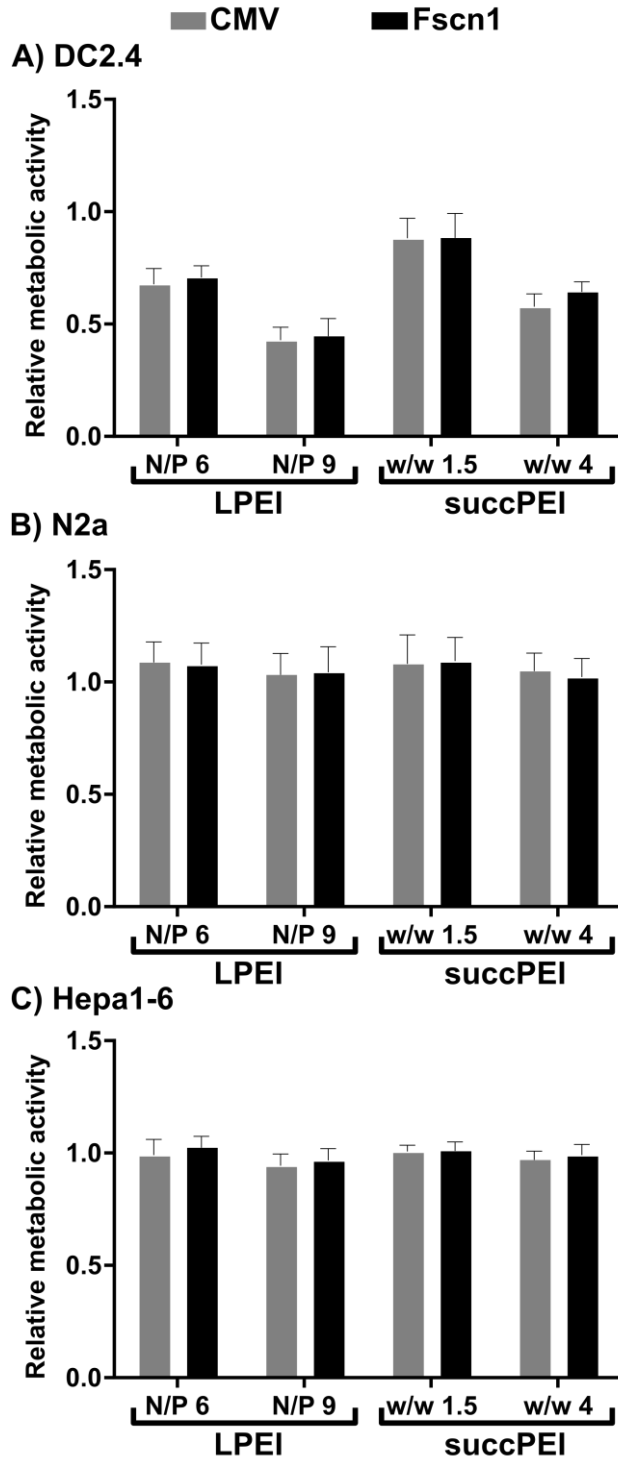 CMV Fscn1
A) DC2.4
Relative metabolic activity
1.5
1.0
0.5
0.0
N/P 6 N/P 9 w/w 1.5 w/w 4
LPEI succPEI
B) N2a
Relative metabolic activity
1.5
1.0
0.5
0.0
N/P 6 N/P 9 w/w 1.5 w/w 4
LPEI succPEI
C) Hepa1-6
Relative metabolic activity
1.5
1.0
0.5
0.0
N/P 6 N/P 9 w/w 1.5 w/w 4
LPEI succPEI